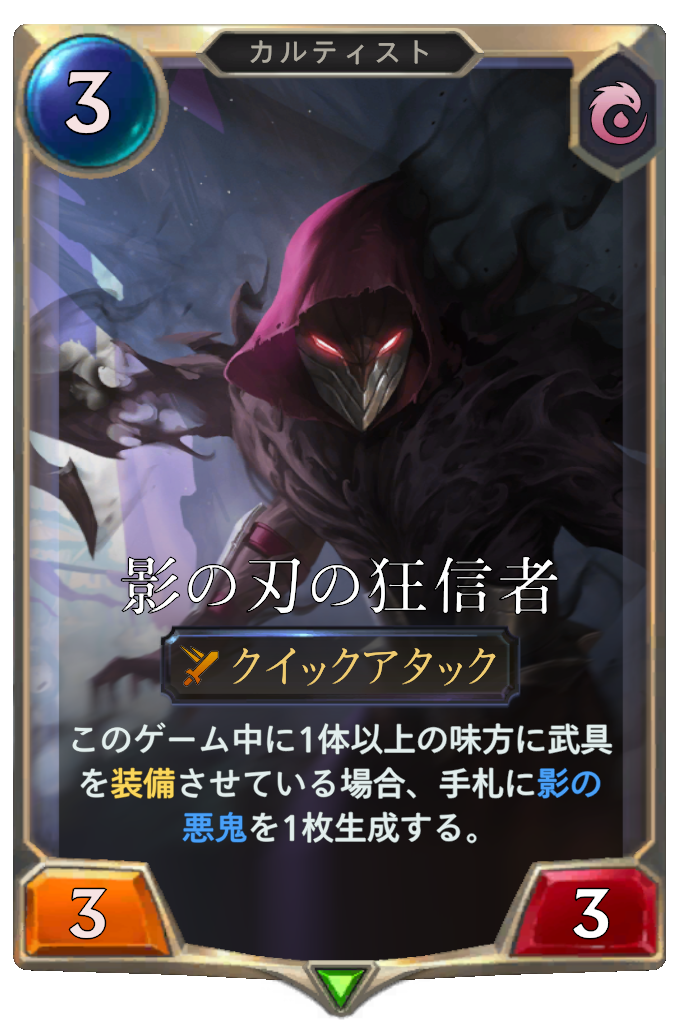 カルティスト
3
影の刃の狂信者
クイックアタック
このゲーム中に1体以上の味方に武具
を装備させている場合、手札に影の
悪鬼を1枚生成する。
3
3